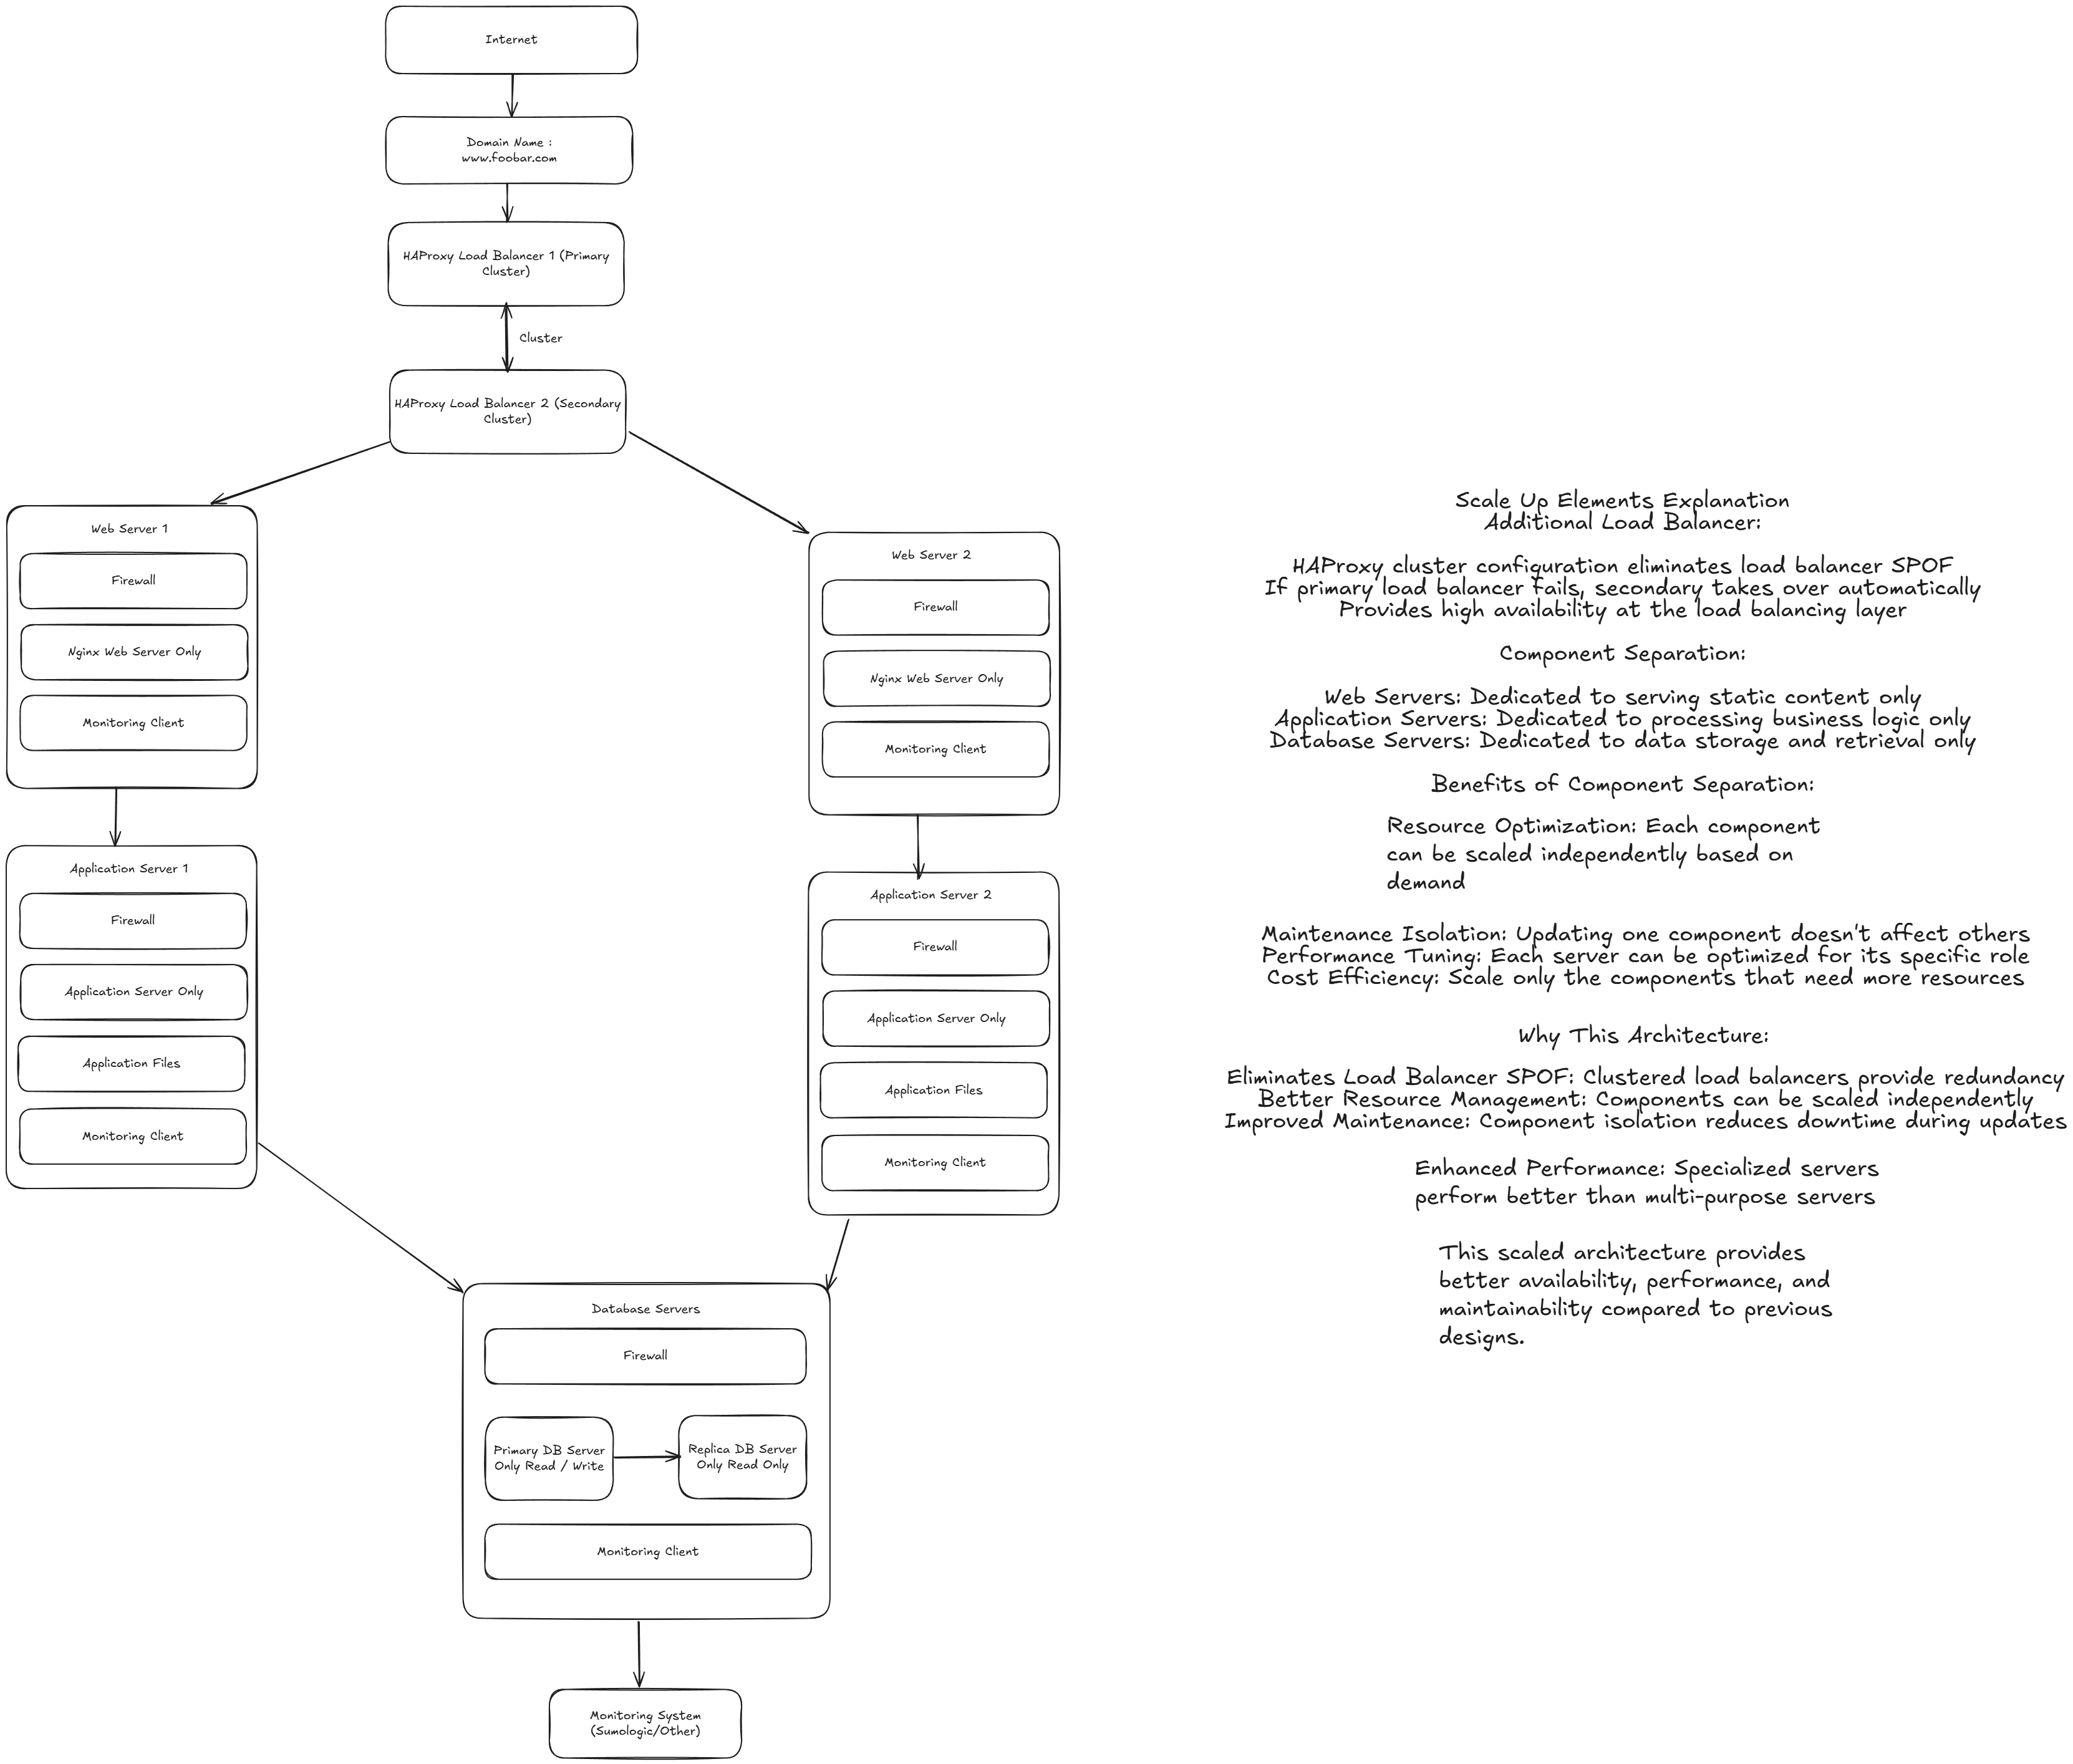 Internet
Domain Name :
www.foobar.com
HAProxy Load Balancer 1 (Primary
Cluster)
Cluster
HAProxy Load Balancer 2 (Secondary
Cluster)
Web Server 1
Firewall
Nginx Web Server Only
Monitoring Client
Web Server 2
Firewall
Nginx Web Server Only
Monitoring Client
Application Server 1
Firewall
Application Server Only
Application Files
Monitoring Client
Application Server 2
Firewall
Application Server Only
Application Files
Monitoring Client
Database Servers
Firewall
Primary DB Server
Only Read / Write
Replica DB Server
Only Read Only
Monitoring Client
Monitoring System
(Sumologic/Other)
Scale Up Elements Explanation
Additional Load Balancer:
HAProxy cluster configuration eliminates load balancer SPOF
If primary load balancer fails, secondary takes over automatically
Provides high availability at the load balancing layer
Component Separation:
Web Servers: Dedicated to serving static content only
Application Servers: Dedicated to processing business logic only
Database Servers: Dedicated to data storage and retrieval only
Benefits of Component Separation:
Resource Optimization: Each component
can be scaled independently based on
demand
Maintenance Isolation: Updating one component doesn't affect others
Performance Tuning: Each server can be optimized for its specific role
Cost Efficiency: Scale only the components that need more resources
Why This Architecture:
Eliminates Load Balancer SPOF: Clustered load balancers provide redundancy
Better Resource Management: Components can be scaled independently
Improved Maintenance: Component isolation reduces downtime during updates
Enhanced Performance: Specialized servers
perform better than multi-purpose servers
This scaled architecture provides
better availability, performance, and
maintainability compared to previous
designs.